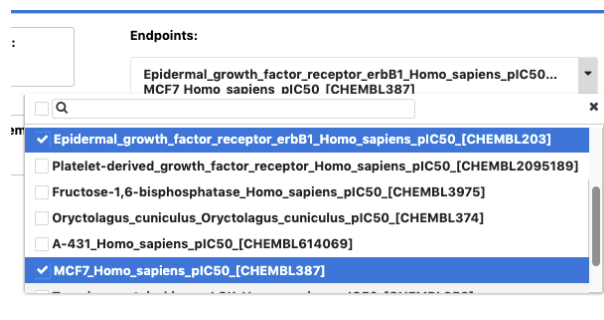 :
Endpoints:
Epidermal_growth_factor_receptor_erbB1_Homo_sapiens_pIC50...
MCF7_Homo_sapiens_pIC50_[CHEMBL387]
em
Epidermal_growth_factor_receptor_erbB1_Homo_sapiens_pIC50_[CHEMBL203]
Platelet-derived_growth_factor_receptor_Homo_sapiens_pIC50_[CHEMBL2095189]
Fructose-1,6-bisphosphatase_Homo_sapiens_pIC50_[CHEMBL3975]
Oryctolagus_cuniculus_Oryctolagus_cuniculus_pIC50_[CHEMBL374]
A-431_Homo_sapiens_pIC50_[CHEMBL614069]
MCF7_Homo_sapiens_pIC50_[CHEMBL387]